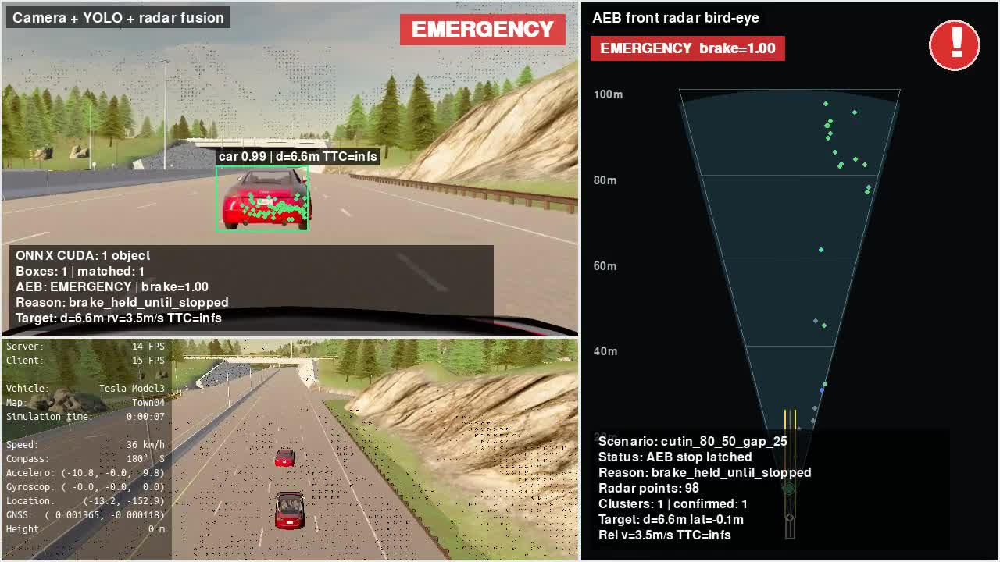 Camera + YOLO + radar fusion
EMERGENCY
car 0.99 | d=6.6m TTC=infs
ONNX CUDA: 1 object
Boxes: 1 | matched: 1
AEB: EMERGENCY | brake=1.00
Reason: brake_held_until_stopped
Target: d=6.6m rv=3.5m/s TTC=infs
Server: 14 FPS
Client: 15 FPS
Vehicle: Tesla Model3
Map: Town04
Simulation time: 0:00:07
Speed: 36 km/h
Compass: 180° S
Accelero: (-10.8, -0.0, 9.8)
Gyroscop: ( -0.0, -0.0, 0.0)
Location: (-13.2, -152.9)
GNSS: ( 0.001365, -0.000118)
Height: 0 m
AEB front radar bird-eye
EMERGENCY brake=1.00
!
100m
80m
60m
40m
20m
Scenario: cutin_80_50_gap_25
Status: AEB stop latched
Reason: brake_held_until_stopped
Radar points: 98
Clusters: 1 | confirmed: 1
Target: d=6.6m lat=-0.1m
Rel v=3.5m/s TTC=infs